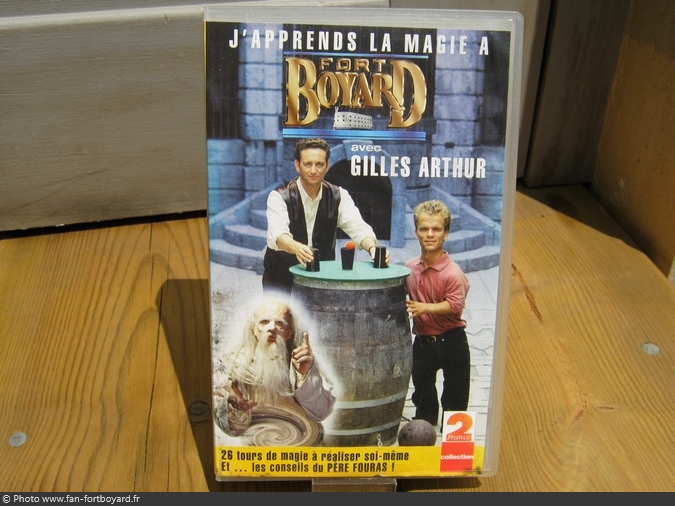 J'APPRENDS LA MAGIE A
FORT
BOYARD
avec
GILLES ARTHUR
2
France
collection
26 tours de magie à réaliser soi-même
Et ... les conseils du PERE FOURAS !
© Photo www.fan-fortboyard.fr